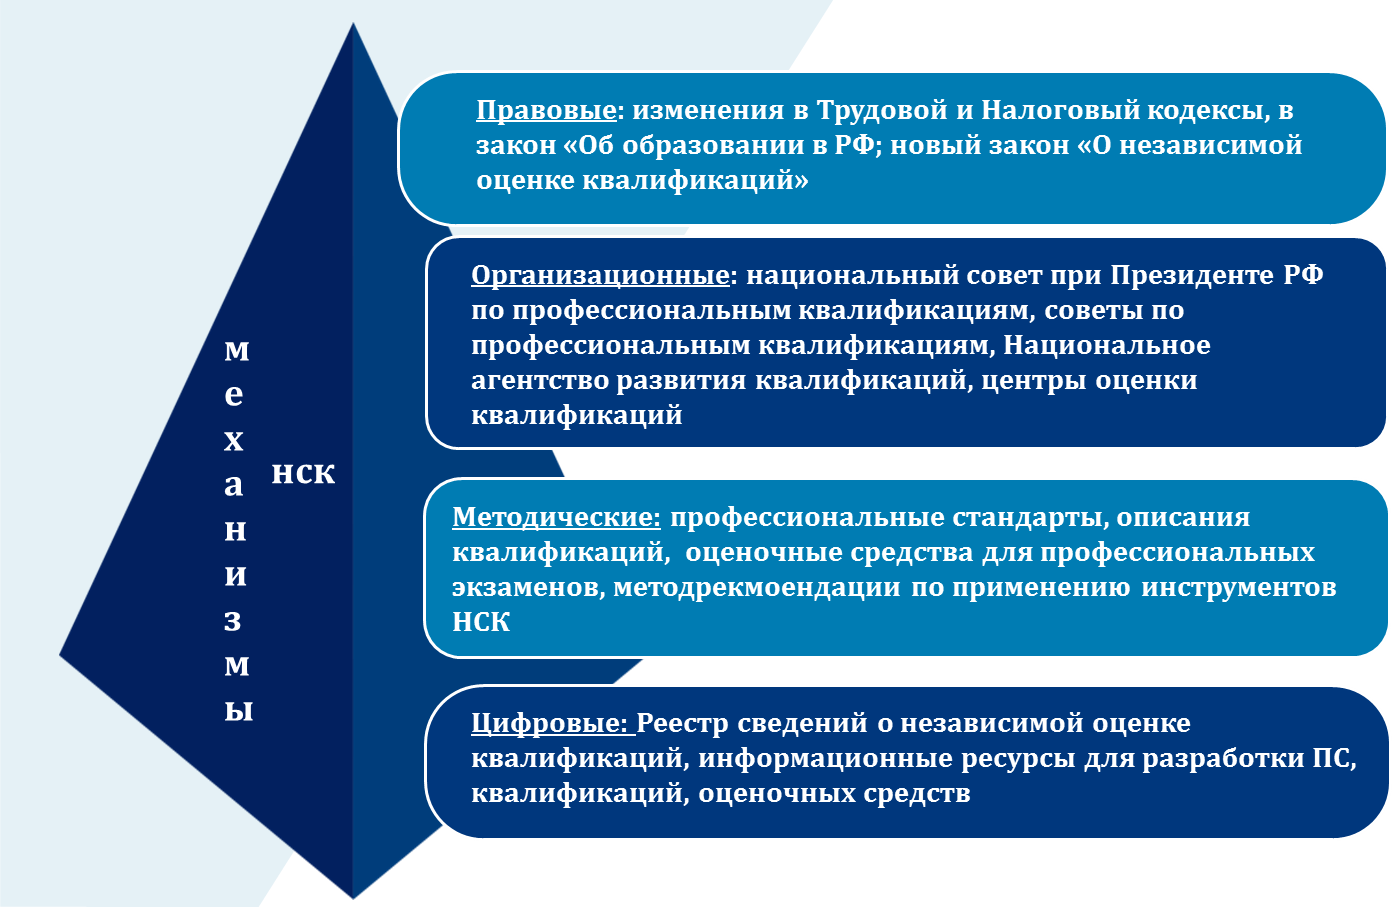 механизмы
нск
Правовые: изменения в Трудовой и Налоговый кодексы, в
закон «Об образовании в РФ; новый закон «О независимой
оценке квалификаций»
Организационные: национальный совет при Президенте РФ
по профессиональным квалификациям, советы по
профессиональным квалификациям, Национальное
агентство развития квалификаций, центры оценки
квалификаций
Методические: профессиональные стандарты, описания
квалификаций, оценочные средства для профессиональных
экзаменов, методрекмоендации по применению инструментов
НСК
Цифровые: Реестр сведений о независимой оценке
квалификаций, информационные ресурсы для разработки ПС,
квалификаций, оценочных средств